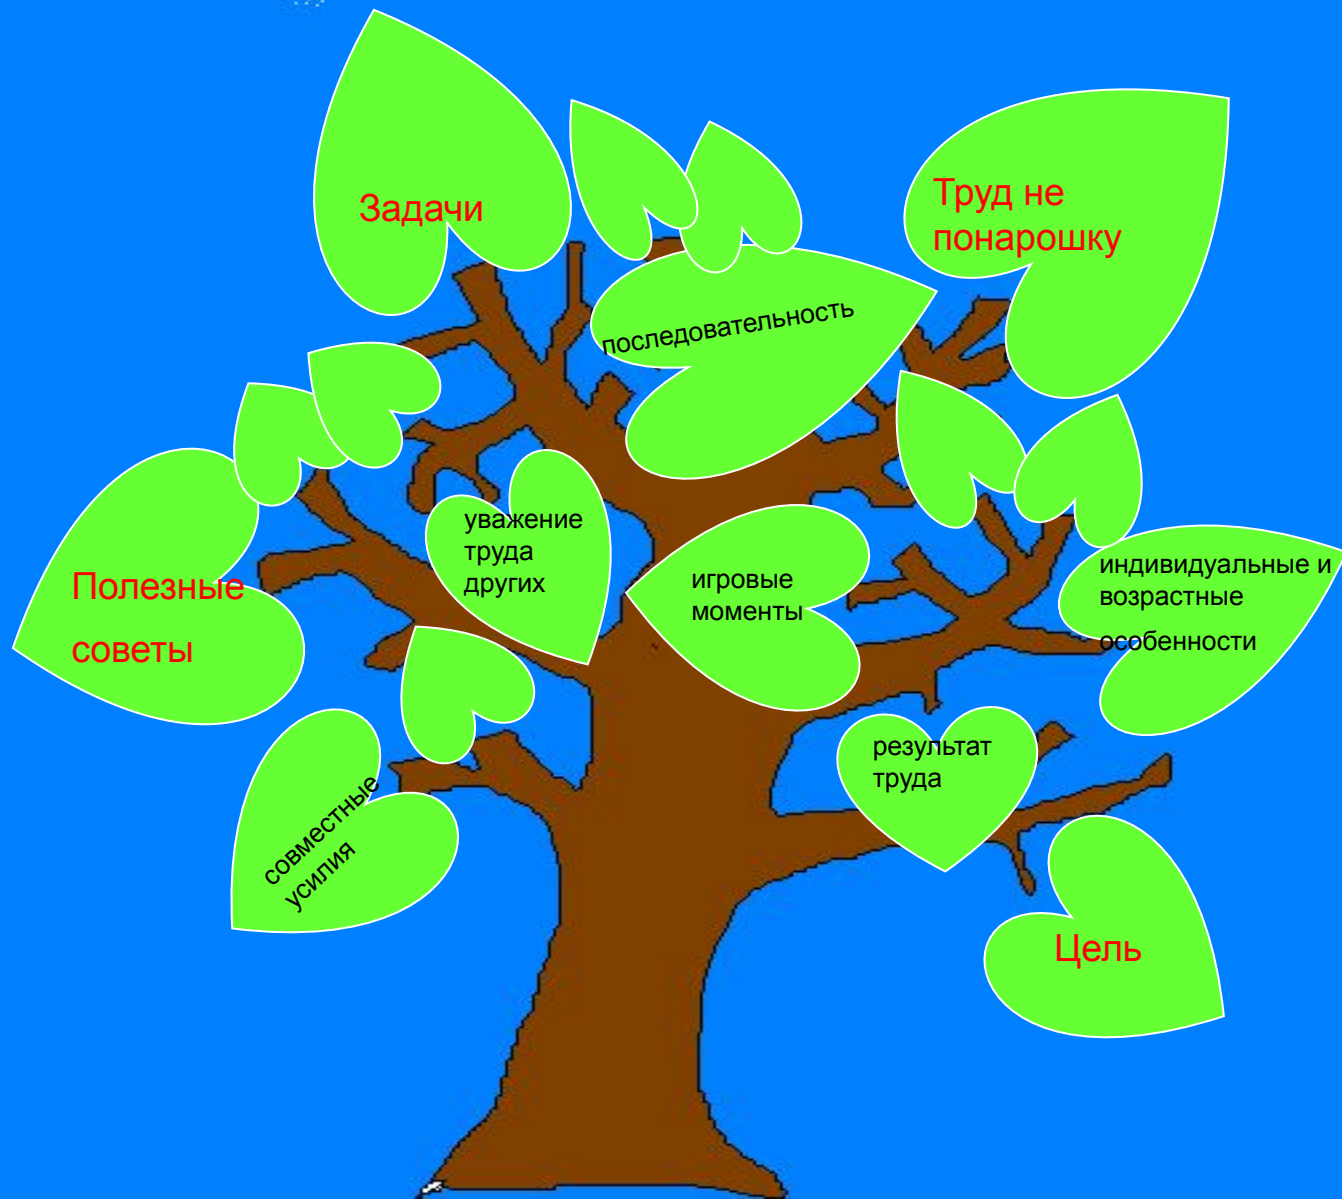 Задачи
Труд не
понарошку
последовательность
уважение
труда
других
игровые
моменты
индивидуальные и
возрастные
особенности
Полезные
советы
результат
труда
совместные
усилия
Цель